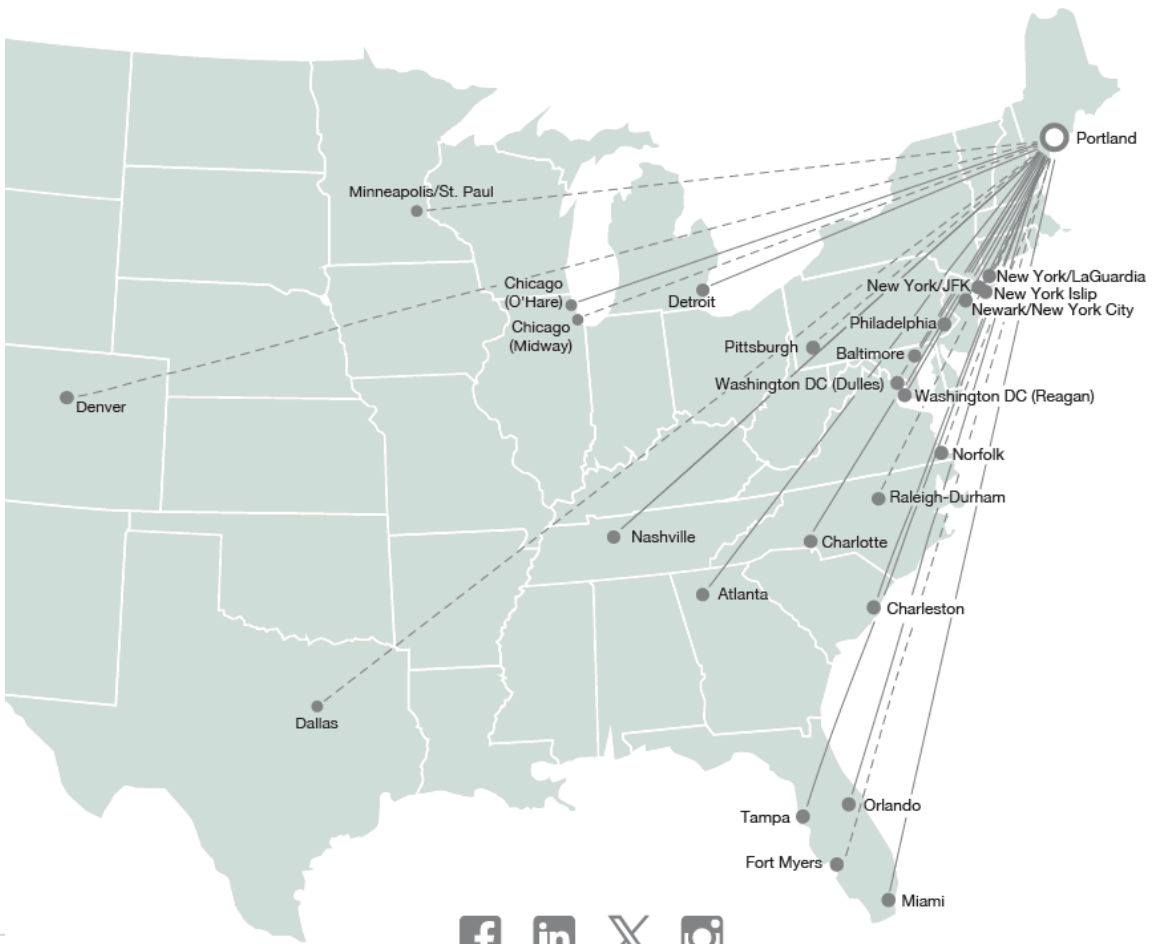 Portland
Minneapolis/St. Paul
New York/LaGuardia
Chicago
(O'Hare)
New York/JFK
New York Islip
Detroit
Newark/New York City
Philadelphia
Chicago
(Midway)
Pittsburgh
Baltimore
Washington DC (Dulles)
Washington DC (Reagan)
Denver
Norfolk
Raleigh-Durham
Nashville
Charlotte
Atlanta
Charleston
Dallas
Orlando
Tampa
Fort Myers
Miami